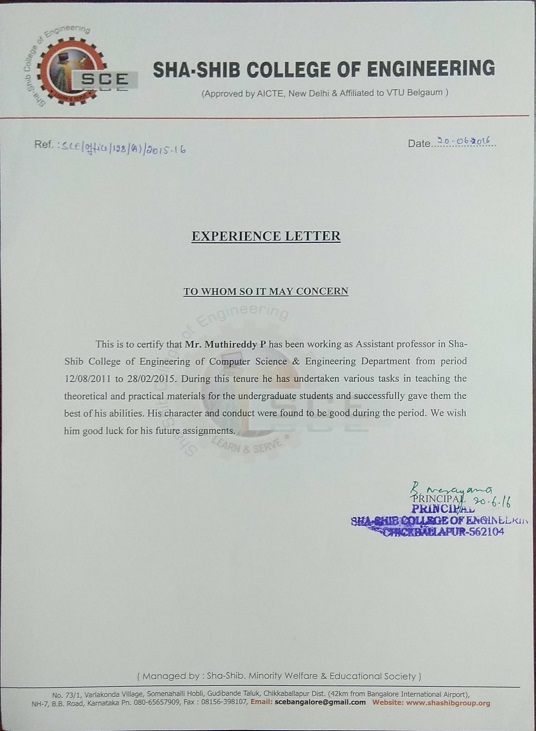 Sha-Shib College of Engineering
SCE
SHA-SHIB COLLEGE OF ENGINEERING
(Approved by AICTE, New Delhi & Affiliated to VTU Belgaum )
Ref. : SCE/office/128/(A)/2015-16
Date. 20-06-2016
EXPERIENCE LETTER
TO WHOM SO IT MAY CONCERN
This is to certify that Mr. Muthireddy P has been working as Assistant professor in Sha-
Shib College of Engineering of Computer Science & Engineering Department from period
12/08/2011 to 28/02/2015. During this tenure he has undertaken various tasks in teaching the
theoretical and practical materials for the undergraduate students and successfully gave them the
best of his abilities. His character and conduct were found to be good during the period. We wish
him good luck for his future assignments.
LEARN & SERVE
B. Narayana
PRINCIPAL 20-6-16
PRINCIPAL
SHA-SHIB COLLEGE OF ENGINEERIN
CHICKBALLAPUR-562104
( Managed by : Sha-Shib. Minority Welfare & Educational Society )
No. 73/1, Varlakonda Village, Somenahalli Hobli, Gudibande Taluk, Chikkaballapur Dist. (42km from Bangalore International Airport),
NH-7, B.B. Road, Karnataka Pn. 080-65657909, Fax : 08156-398107, Email: scebangalore@gmail.com Website: www.shashibgroup.org